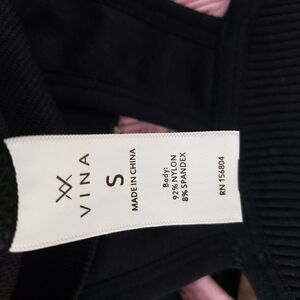 VINA
S
MADE IN CHINA
Body:
92% NYLON
8% SPANDEX
RN 156804